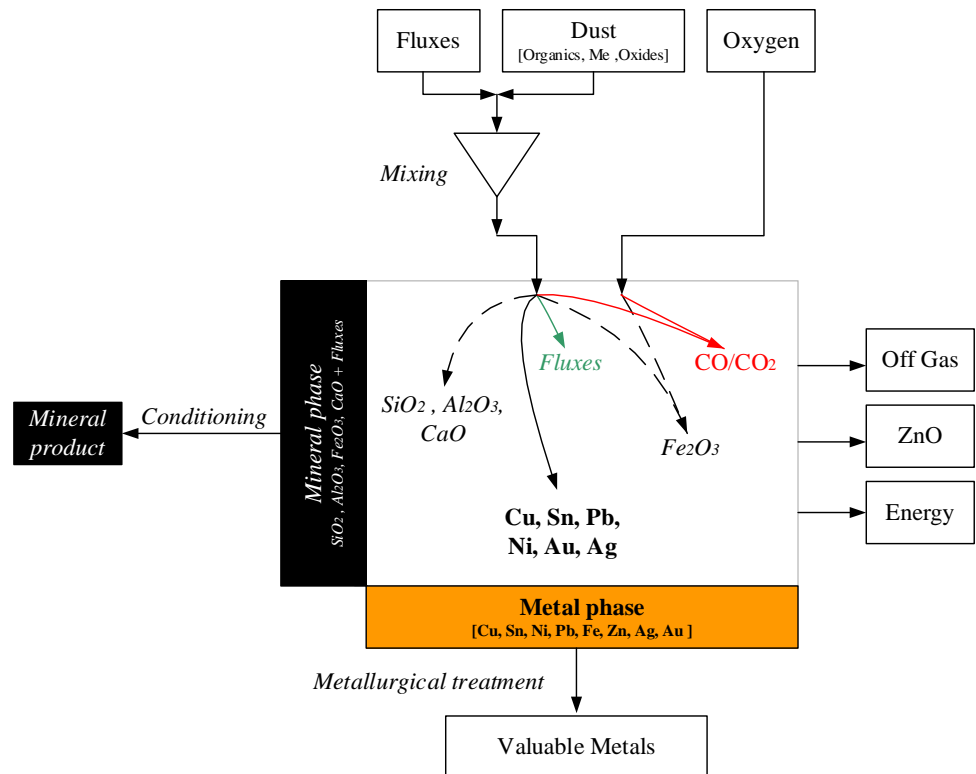 Fluxes
Dust
[Organics, Me ,Oxides]
Oxygen
Mixing
Fluxes
CO/CO2
SiO2 , Al2O3,
CaO
Fe2O3
Cu, Sn, Pb,
Ni, Au, Ag
Off Gas
ZnO
Energy
Mineral phase
SiO2 , Al2O3, Fe2O3, CaO + Fluxes
Conditioning
Mineral
product
Metal phase
[Cu, Sn, Ni, Pb, Fe, Zn, Ag, Au ]
Metallurgical treatment
Valuable Metals